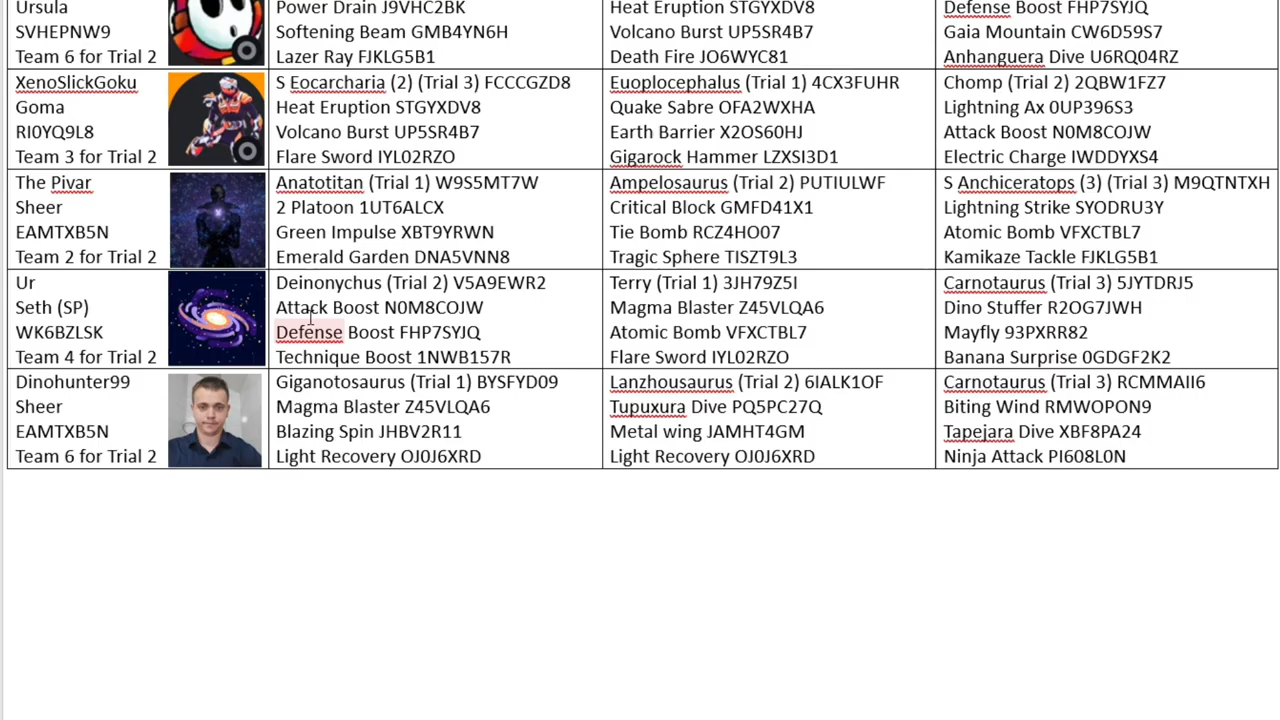 Ursula
SVHEPNW9
Team 6 for Trial 2
Power Drain J9VHC2BK
Softening Beam GMB4YN6H
Lazer Ray FJKLG5B1
Heat Eruption STGYXDV8
Volcano Burst UP5SR4B7
Death Fire JO6WYC81
Defense Boost FHP7SYJQ
Gaia Mountain CW6D59S7
Anhanguera Dive U6RQ04RZ
XenoSlickGoku
Goma
RI0YQ9L8
Team 3 for Trial 2
S Eocarcharia (2) (Trial 3) FCCCGZD8
Heat Eruption STGYXDV8
Volcano Burst UP5SR4B7
Flare Sword IYL02RZO
Euoplocephalus (Trial 1) 4CX3FUHR
Quake Sabre OFA2WXHA
Earth Barrier X2OS60HJ
Gigarock Hammer LZXSI3D1
Chomp (Trial 2) 2QBW1FZ7
Lightning Ax 0UP396S3
Attack Boost N0M8COJW
Electric Charge IWDDYXS4
The Pivar
Sheer
EAMTXB5N
Team 2 for Trial 2
Anatotitan (Trial 1) W9S5MT7W
2 Platoon 1UT6ALCX
Green Impulse XBT9YRWN
Emerald Garden DNA5VNN8
Ampelosaurus (Trial 2) PUTIULWF
Critical Block GMFD41X1
Tie Bomb RCZ4HO07
Tragic Sphere TISZT9L3
S Anchiceratops (3) (Trial 3) M9QTNTXH
Lightning Strike SYODRU3Y
Atomic Bomb VFXCTBL7
Kamikaze Tackle FJKLG5B1
Ur
Seth (SP)
WK6BZLSK
Team 4 for Trial 2
Deinonychus (Trial 2) V5A9EWR2
Attack Boost N0M8COJW
Defense Boost FHP7SYJQ
Technique Boost 1NWB157R
Terry (Trial 1) 3JH79Z5I
Magma Blaster Z45VLQA6
Atomic Bomb VFXCTBL7
Flare Sword IYL02RZO
Carnotaurus (Trial 3) 5JYTDRJ5
Dino Stuffer R2OG7JWH
Mayfly 93PXRR82
Banana Surprise 0GDGF2K2
Dinohunter99
Sheer
EAMTXB5N
Team 6 for Trial 2
Giganotosaurus (Trial 1) BYSFYD09
Magma Blaster Z45VLQA6
Blazing Spin JHBV2R11
Light Recovery OJ0J6XRD
Lanzhousaurus (Trial 2) 6IALK1OF
Tupuxura Dive PQ5PC27Q
Metal wing JAMHT4GM
Light Recovery OJ0J6XRD
Carnotaurus (Trial 3) RCMMAII6
Biting Wind RMWOPON9
Tapejara Dive XBF8PA24
Ninja Attack PI608L0N